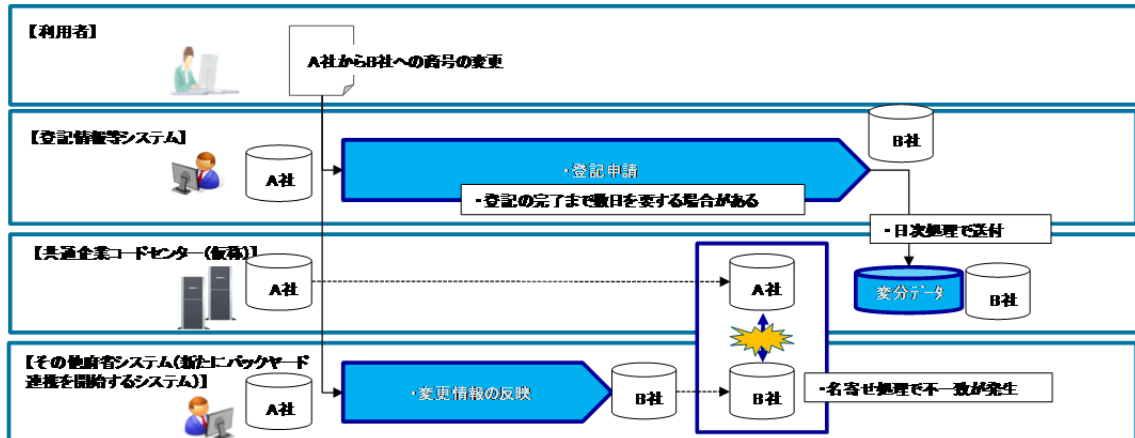 【利用者】
A社からB社への商号の変更
【登記情報等システム】
A社
・登記申請
・登記の完了まで数日を要する場合がある
B社
・日次処理で送付
【共通企業コードセンター(仮称)】
A社
A社
変分データ
B社
【その他府省システム(新たにバックヤード
連携を開始するシステム)】
A社
・変更情報の反映
B社
B社
・名寄せ処理で不一致が発生